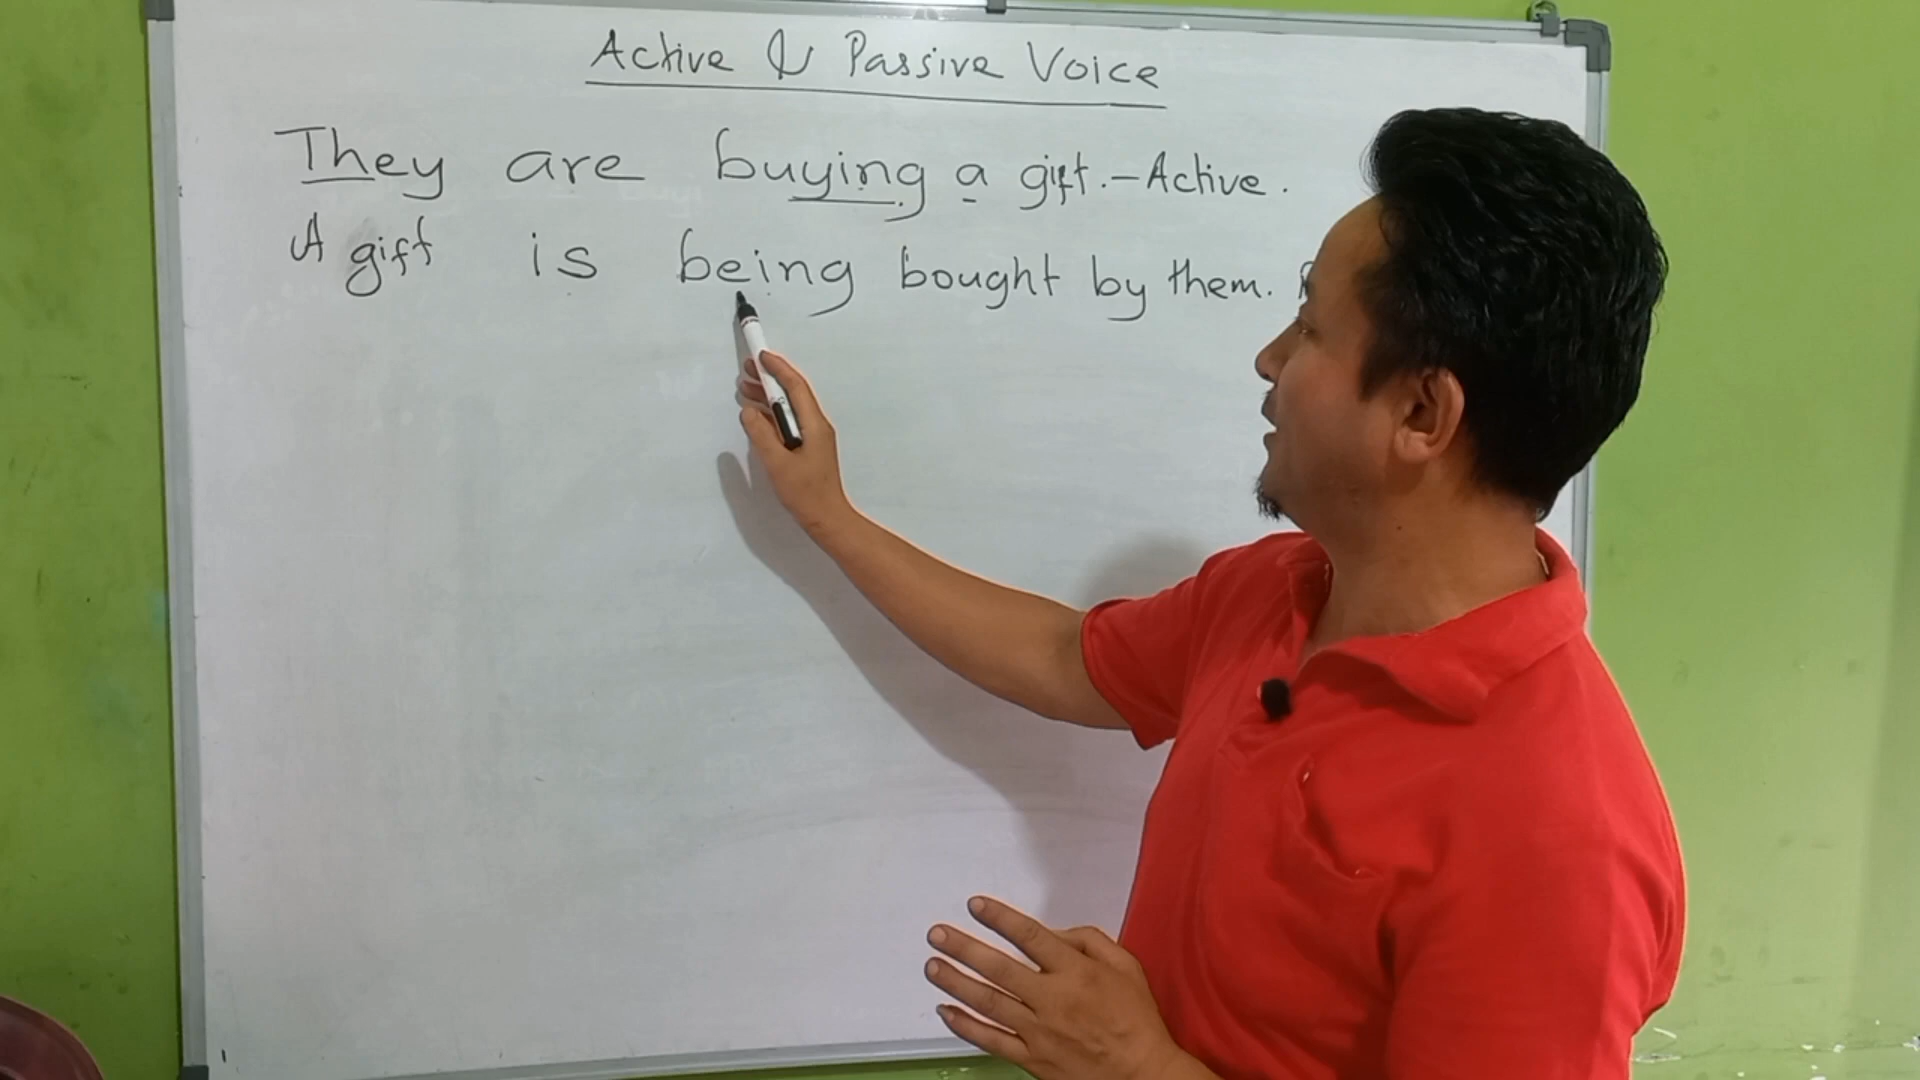 Active & Passive Voice
They are buying a gift.-Active.
A gift is being bought by them.